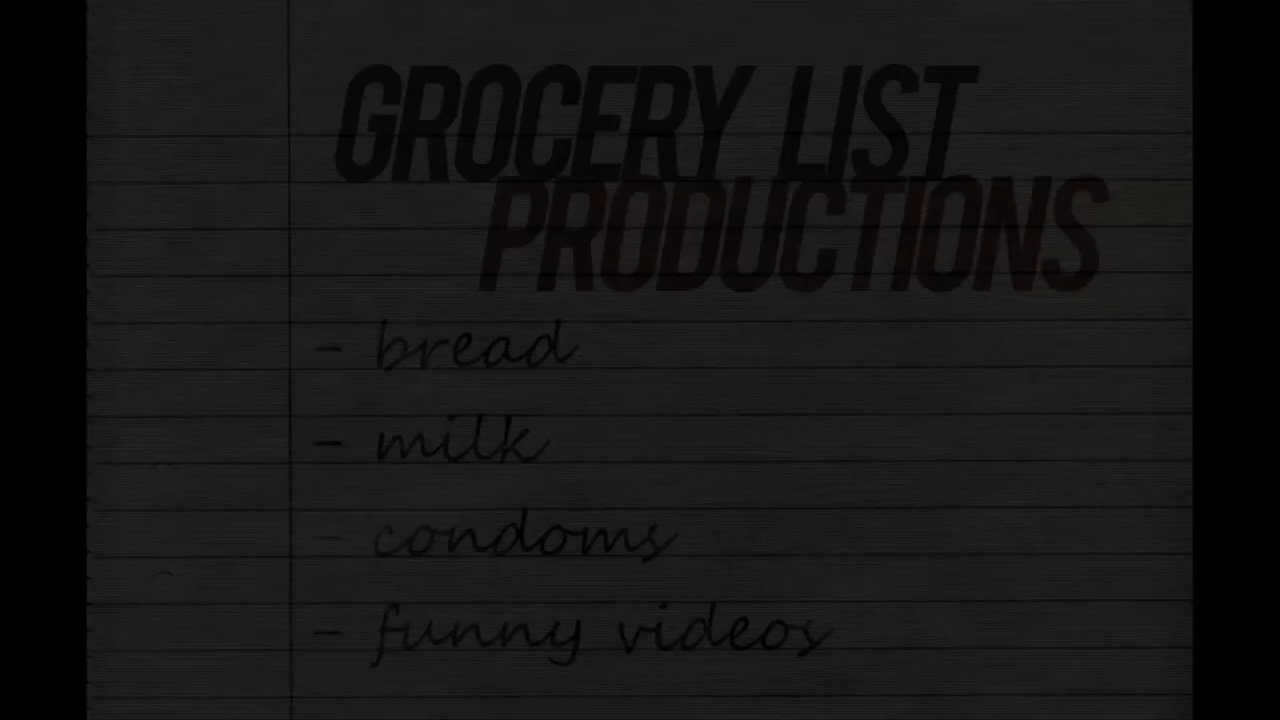 GROCERY LIST
PRODUCTIONS
- bread
- milk
- condoms
- funny videos